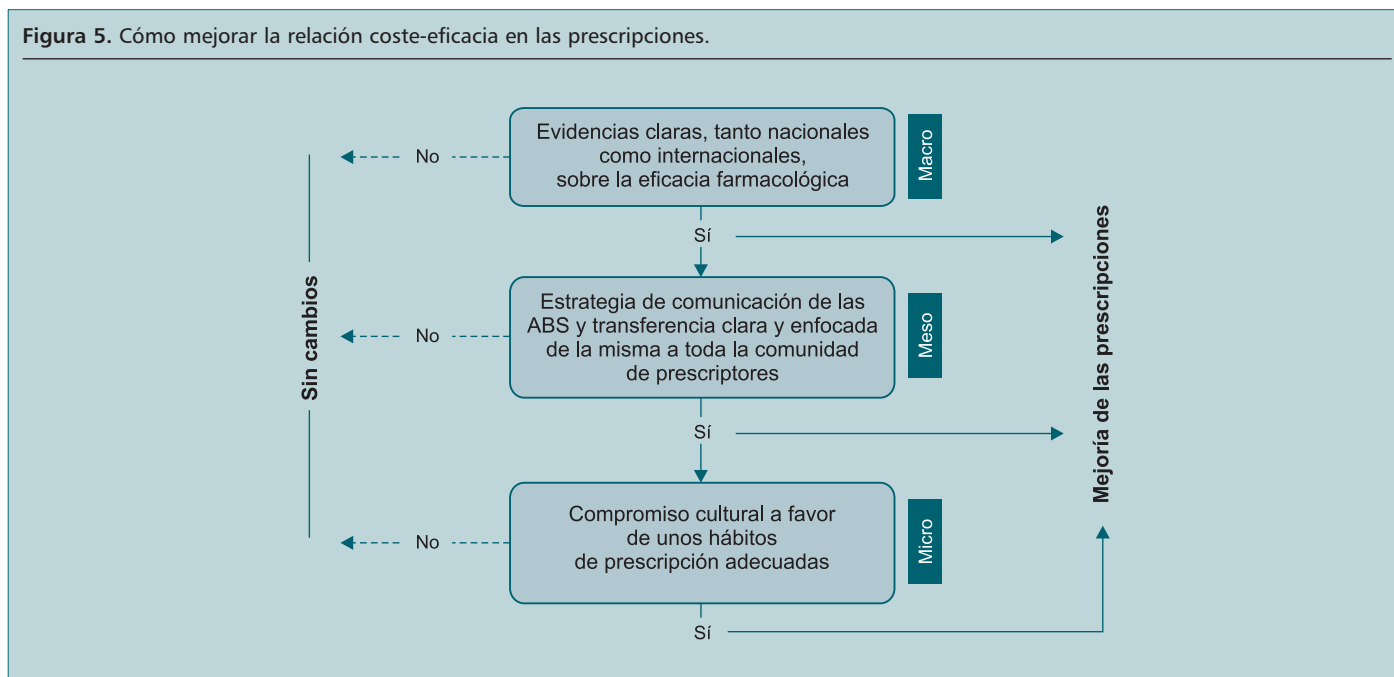 Figura 5. Cómo mejorar la relación coste-eficacia en las prescripciones.
Evidencias claras, tanto nacionales
como internacionales,
sobre la eficacia farmacológica
Macro
No
Sí
Estrategia de comunicación de las
ABS y transferencia clara y enfocada
de la misma a toda la comunidad
de prescriptores
Meso
No
Sin cambios
Mejoría de las prescripciones
Sí
Compromiso cultural a favor
de unos hábitos
de prescripción adecuadas
Micro
No
Sí